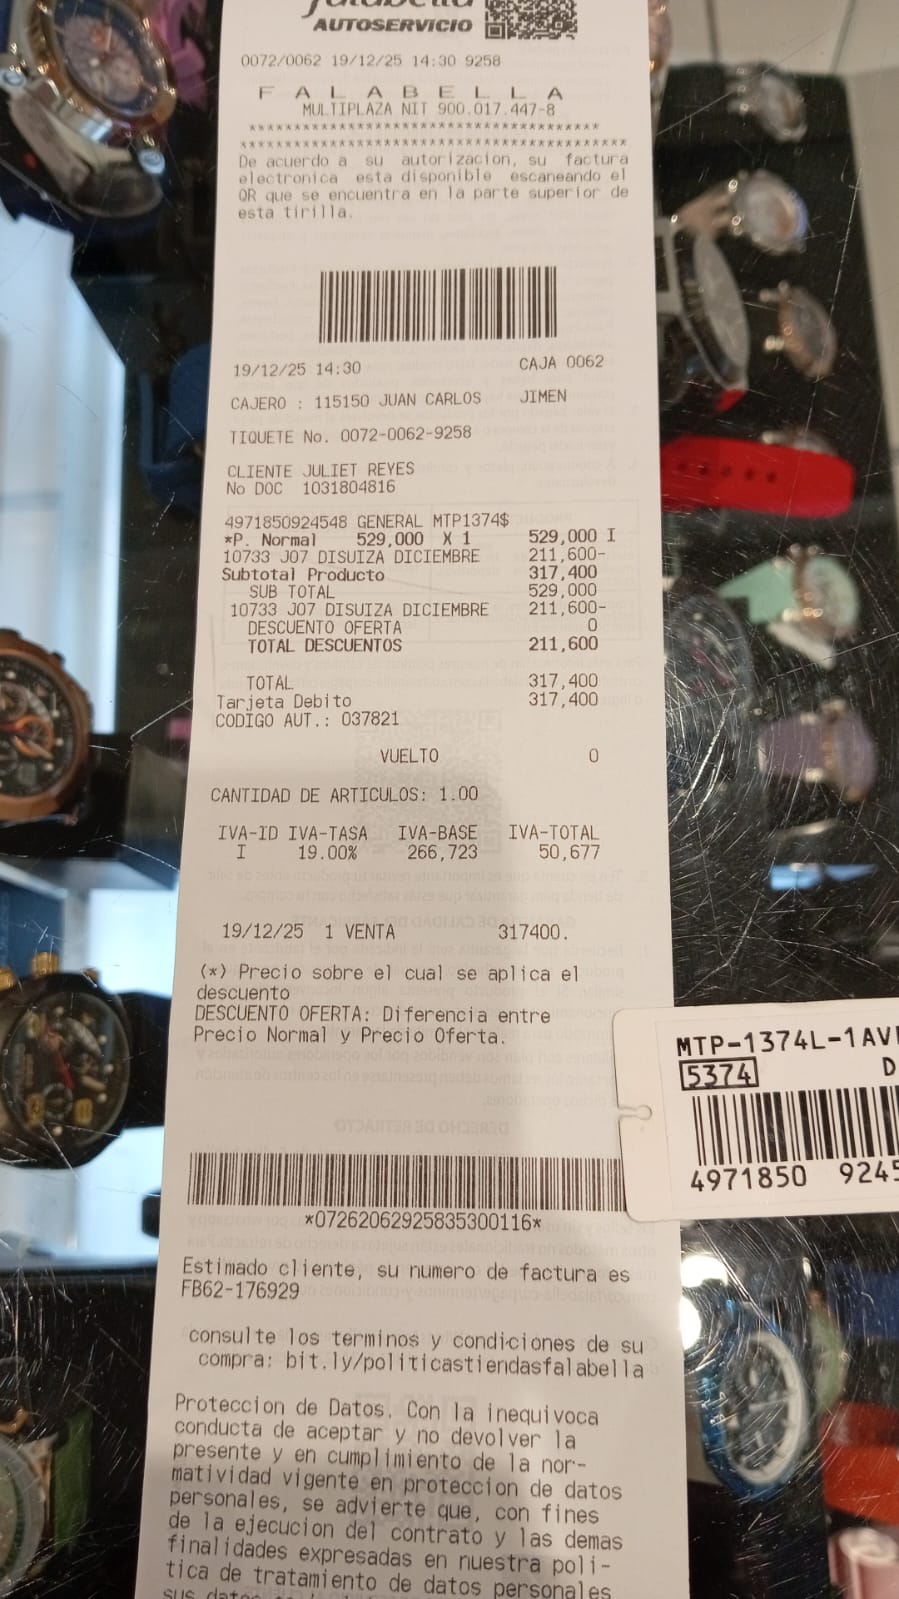 falabella
AUTOSERVICIO
0072/0062 19/12/25 14:30 9258
F A L A B E L L A
MULTIPLAZA NIT 900.017.447-8
****************************************
********************************************
De acuerdo a su autorizacion, su factura
electronica esta disponible escaneando el
QR que se encuentra en la parte superior de
esta tirilla.
19/12/25 14:30 CAJA 0062
CAJERO : 115150 JUAN CARLOS JIMEN
TIQUETE No. 0072-0062-9258
CLIENTE JULIET REYES
No DOC 1031804816
4971850924548 GENERAL MTP1374$
*P. Normal 529,000 X 1 529,000 I
10733 J07 DISUIZA DICIEMBRE 211,600-
Subtotal Producto 317,400
SUB TOTAL 529,000
10733 J07 DISUIZA DICIEMBRE 211,600-
DESCUENTO OFERTA 0
TOTAL DESCUENTOS 211,600
TOTAL 317,400
Tarjeta Debito 317,400
CODIGO AUT.: 037821
VUELTO 0
CANTIDAD DE ARTICULOS: 1.00
IVA-ID IVA-TASA IVA-BASE IVA-TOTAL
I 19.00% 266,723 50,677
19/12/25 1 VENTA 317400.
(*) Precio sobre el cual se aplica el
descuento
DESCUENTO OFERTA: Diferencia entre
Precio Normal y Precio Oferta.
MTP-1374L-1AV
5374 D
4971850 924
*07262062925835300116*
Estimado cliente, su numero de factura es
FB62-176929
consulte los terminos y condiciones de su
compra: bit.ly/politicastiendasfalabella
Proteccion de Datos. Con la inequivoca
conducta de aceptar y no devolver la
presente y en cumplimiento de la nor-
matividad vigente en proteccion de datos
personales, se advierte que, con fines
de la ejecucion del contrato y las demas
finalidades expresadas en nuestra poli-
tica de tratamiento de datos personales